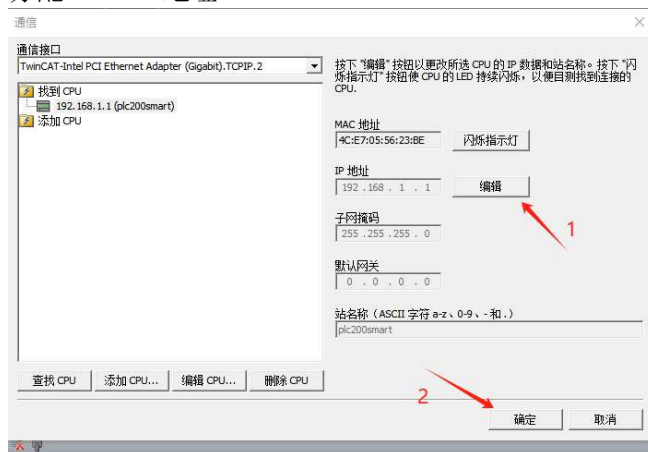 通信
通信接口
TwinCAT-Intel PCI Ethernet Adapter (Gigabit).TCPIP.2
找到 CPU
192.168.1.1 (plc200smart)
添加 CPU
按下 "编辑" 按钮以更改所选 CPU 的 IP 数据和站名称。按下 "闪
烁指示灯" 按钮使 CPU 的 LED 持续闪烁，以便目测找到连接的
CPU。
MAC 地址
4C:E7:05:56:23:BE
闪烁指示灯
IP 地址
192 . 168 . 1 . 1
编辑
1
子网掩码
255 . 255 . 255 . 0
默认网关
0 . 0 . 0 . 0
站名称（ASCII 字符 a-z、0-9、- 和 .）
plc200smart
查找 CPU
添加 CPU...
编辑 CPU...
删除 CPU
2
确定
取消